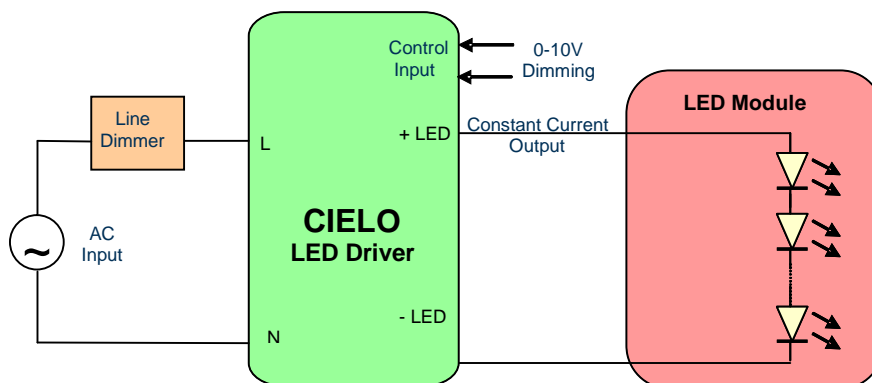 Control
Input
0-10V
Dimming
LED Module
Line
Dimmer
L
+ LED
Constant Current
Output
CIELO
LED Driver
~
AC
Input
N
- LED